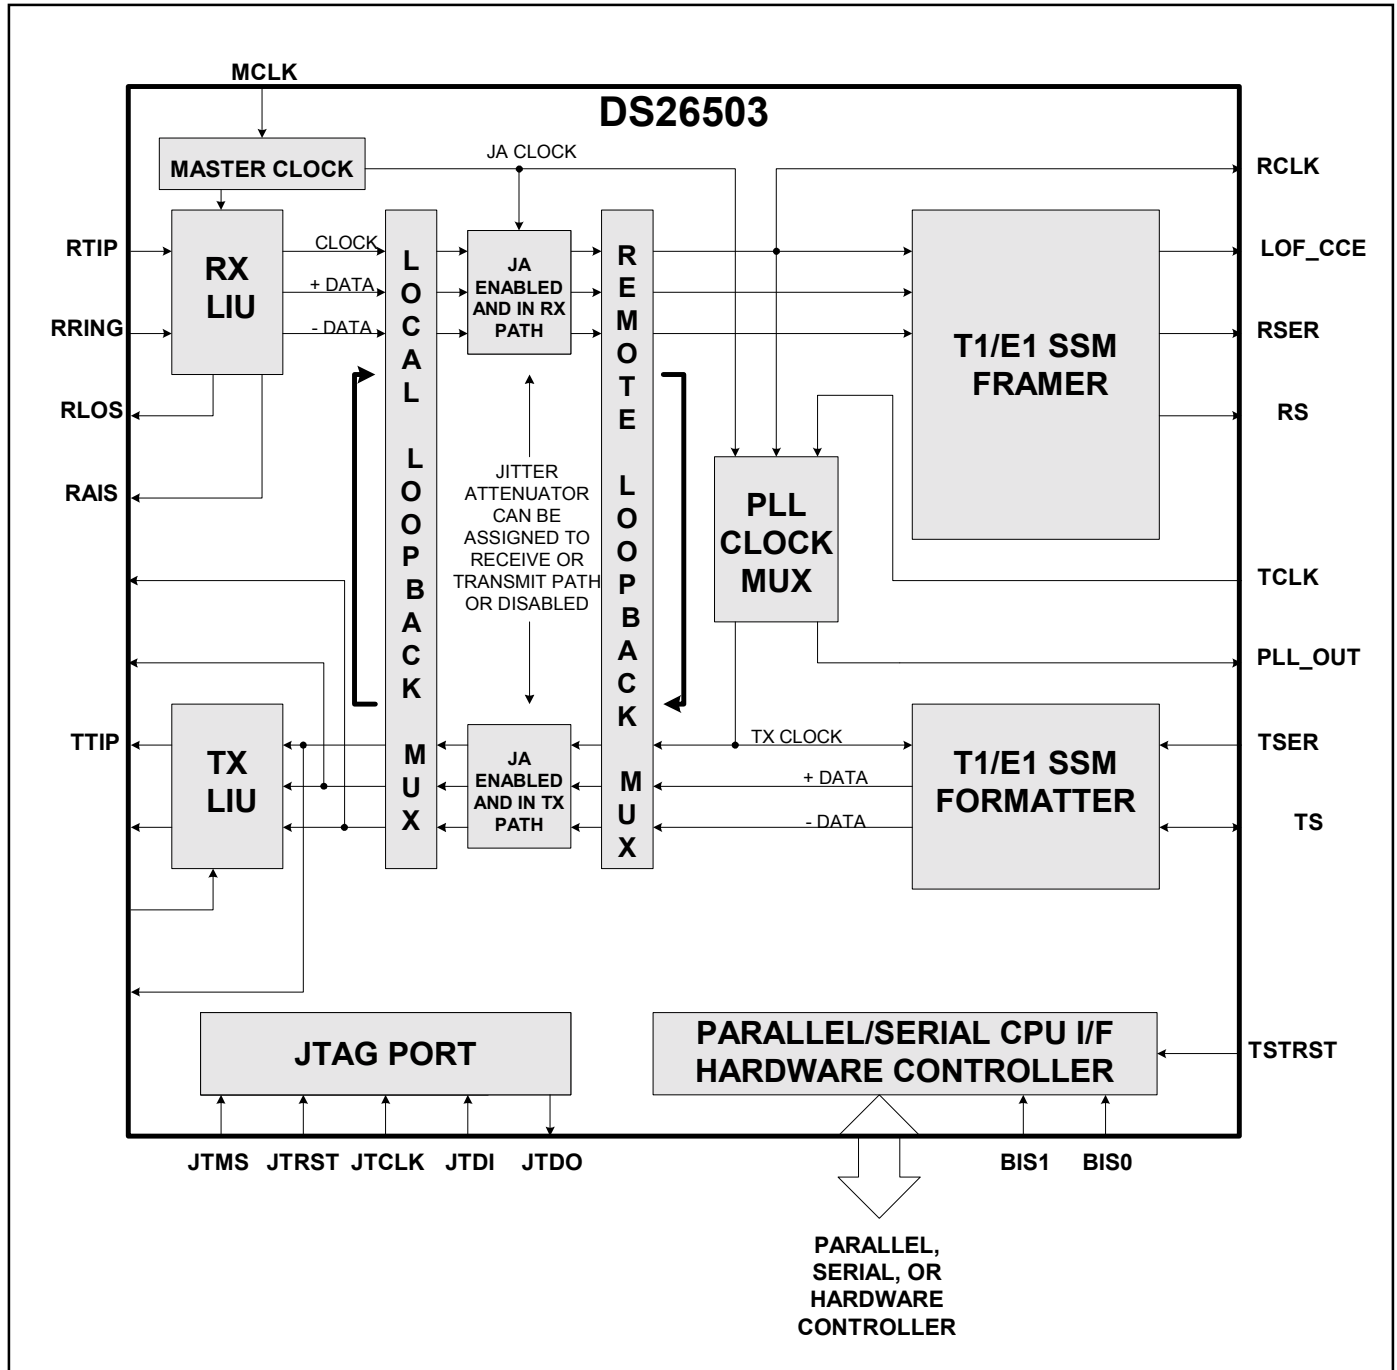 MCLK
DS26503
MASTER CLOCK
JA CLOCK
RCLK
RTIP
RX
LIU
CLOCK
+ DATA
- DATA
RRING
LOCAL LOOPBACK MUX
JA
ENABLED
AND IN RX
PATH
REMOTE LOOPBACK MUX
T1/E1 SSM
FRAMER
LOF_CCE
RSER
RS
RLOS
RAIS
JITTER
ATTENUATOR
CAN BE
ASSIGNED TO
RECEIVE OR
TRANSMIT PATH
OR DISABLED
PLL
CLOCK
MUX
TCLK
PLL_OUT
TTIP
TX
LIU
JA
ENABLED
AND IN TX
PATH
TX CLOCK
+ DATA
- DATA
T1/E1 SSM
FORMATTER
TSER
TS
JTAG PORT
PARALLEL/SERIAL CPU I/F
HARDWARE CONTROLLER
TSTRST
JTMS
JTRST
JTCLK
JTDI
JTDO
BIS1
BIS0
PARALLEL,
SERIAL, OR
HARDWARE
CONTROLLER